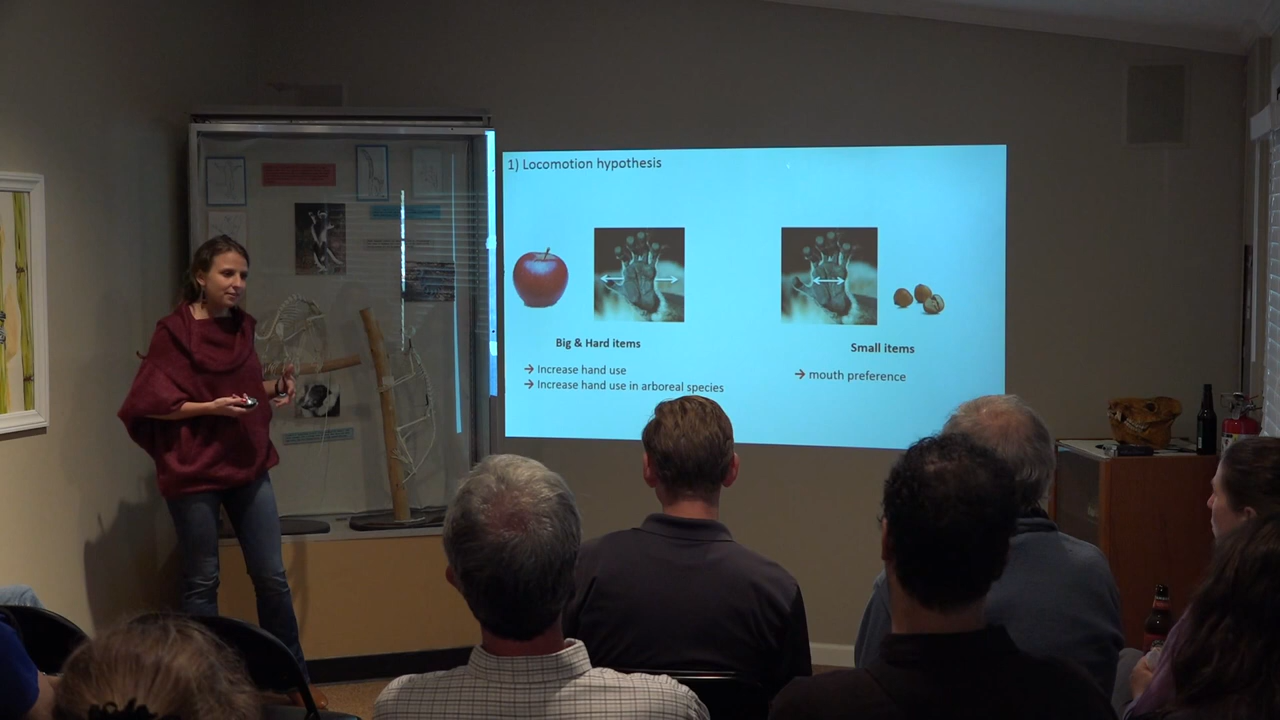 1) Locomotion hypothesis
Big & Hard items
→ Increase hand use
→ Increase hand use in arboreal species
Small items
→ mouth preference